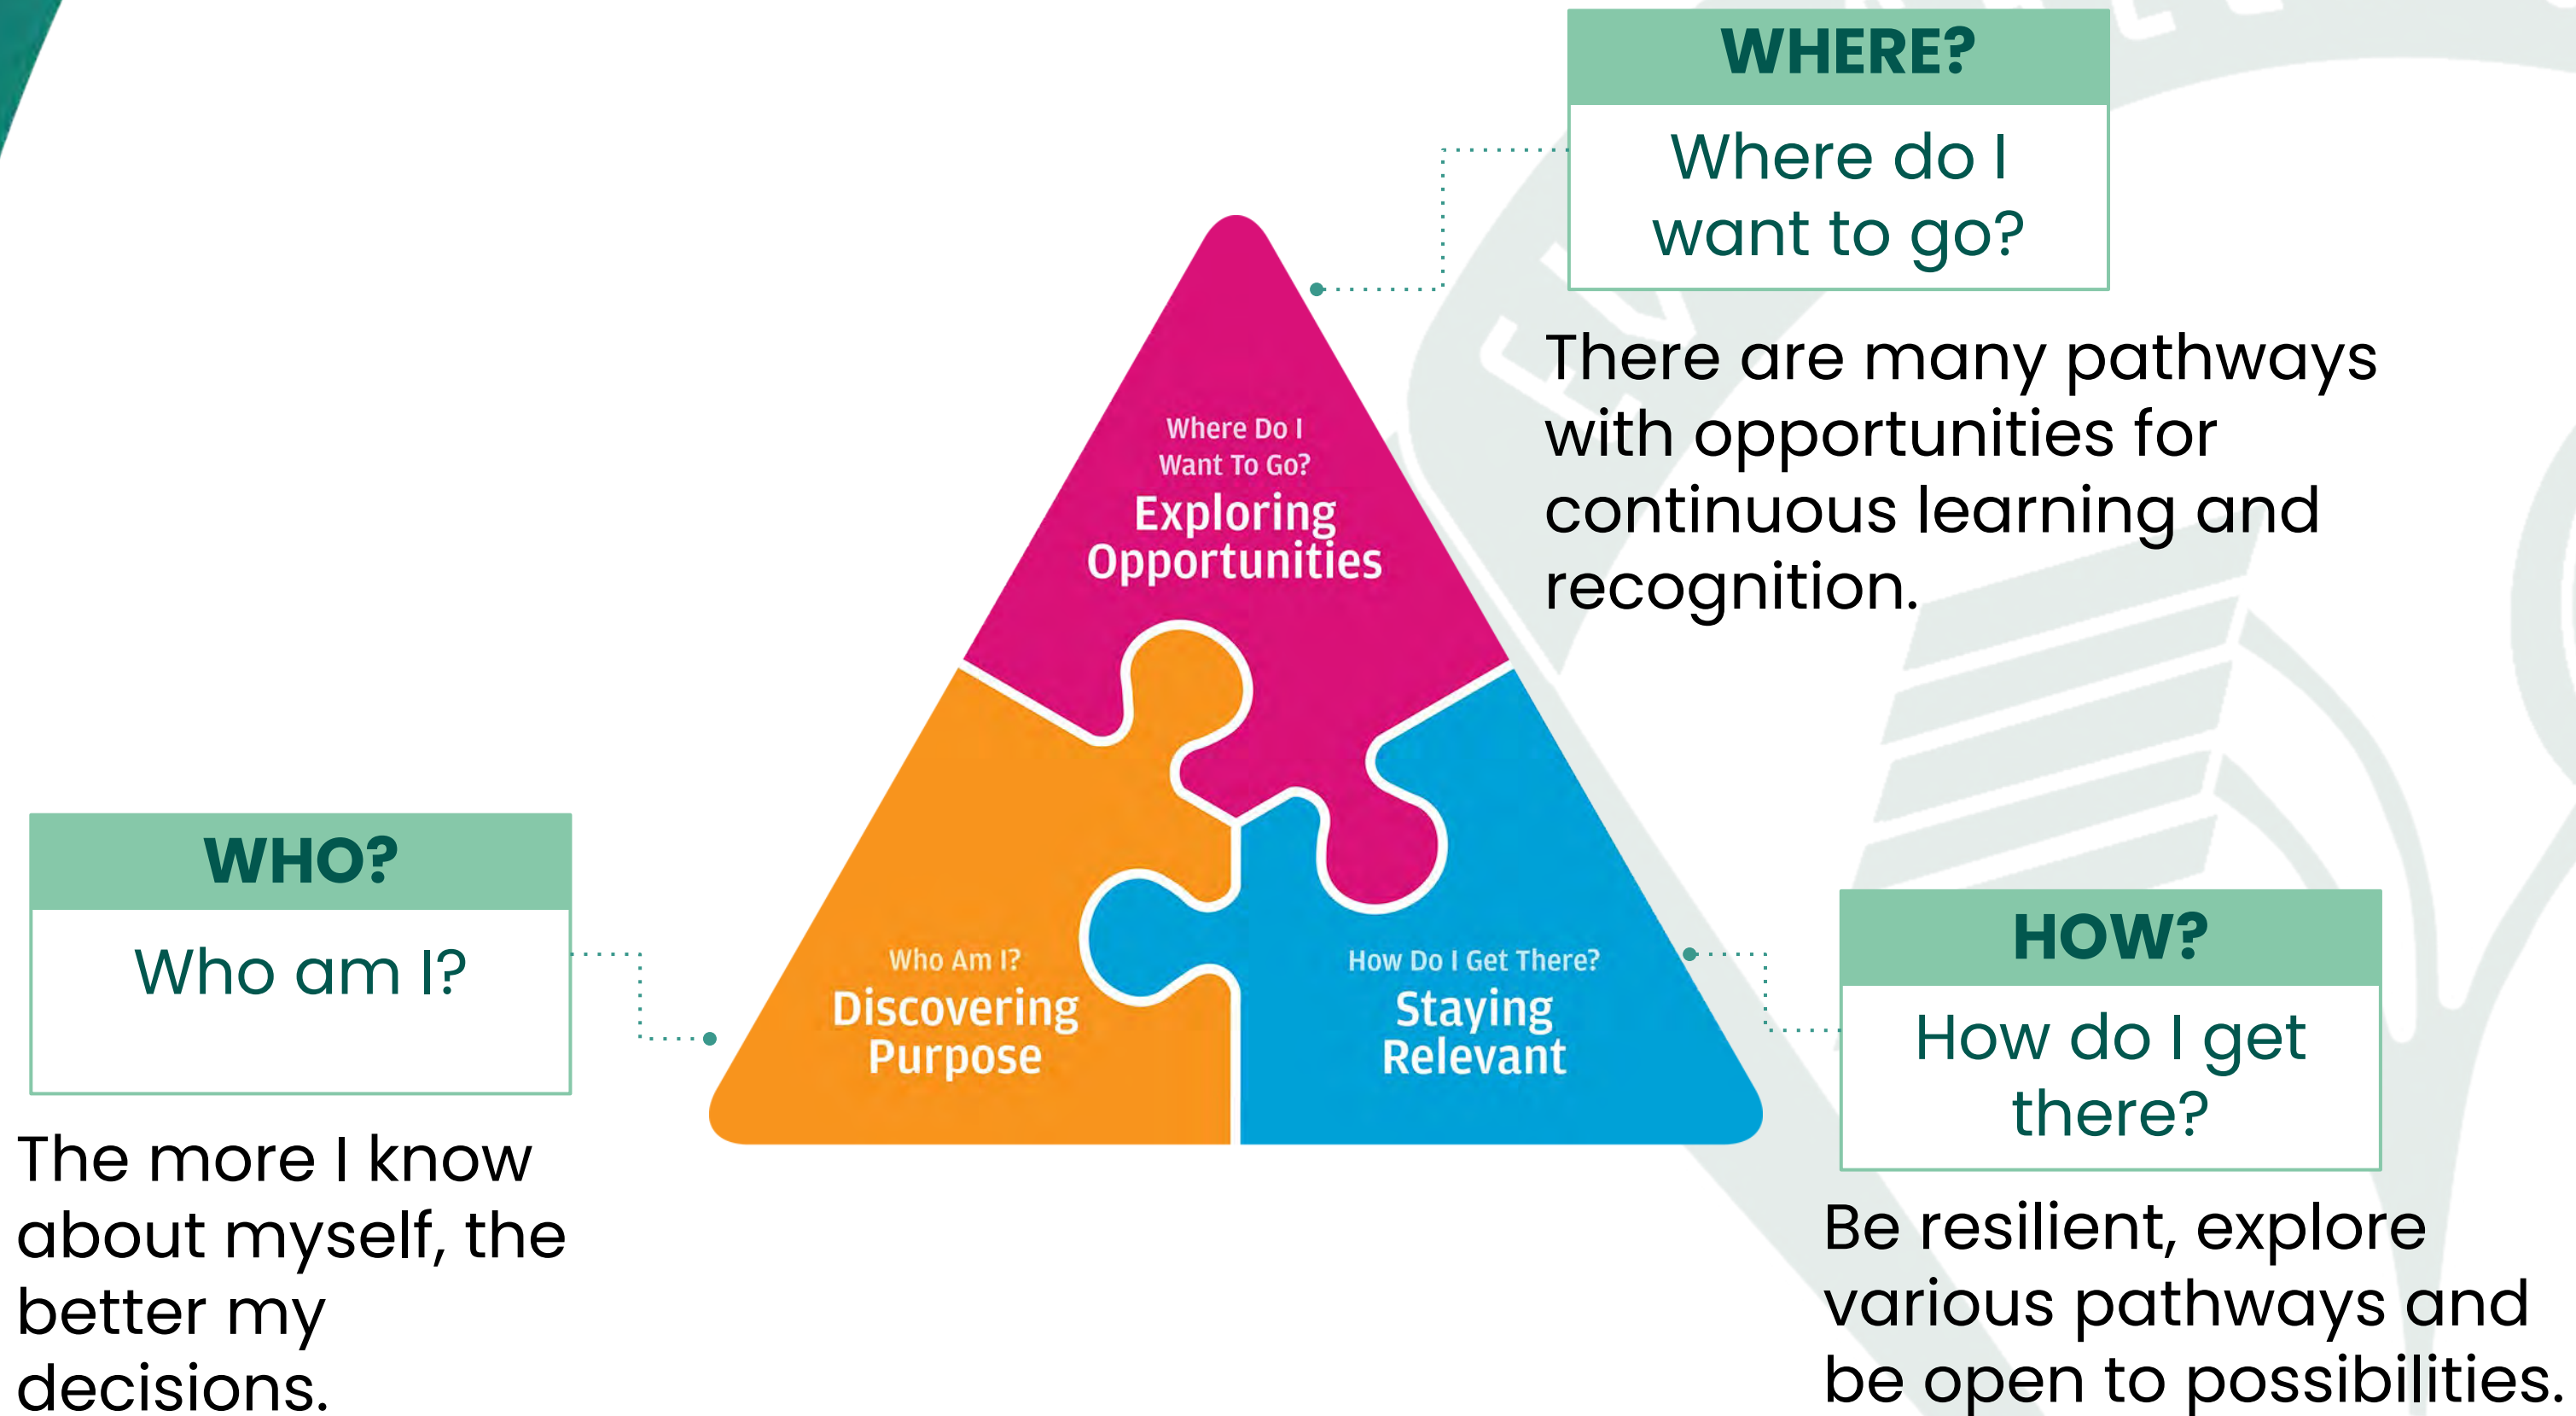 WHERE?
Where do I
want to go?
There are many pathways
with opportunities for
continuous learning and
recognition.
Where Do I
Want To Go?
Exploring
Opportunities
WHO?
Who am I?
The more I know
about myself, the
better my
decisions.
Who Am I?
Discovering
Purpose
How Do I Get There?
Staying
Relevant
HOW?
How do I get
there?
Be resilient, explore
various pathways and
be open to possibilities.